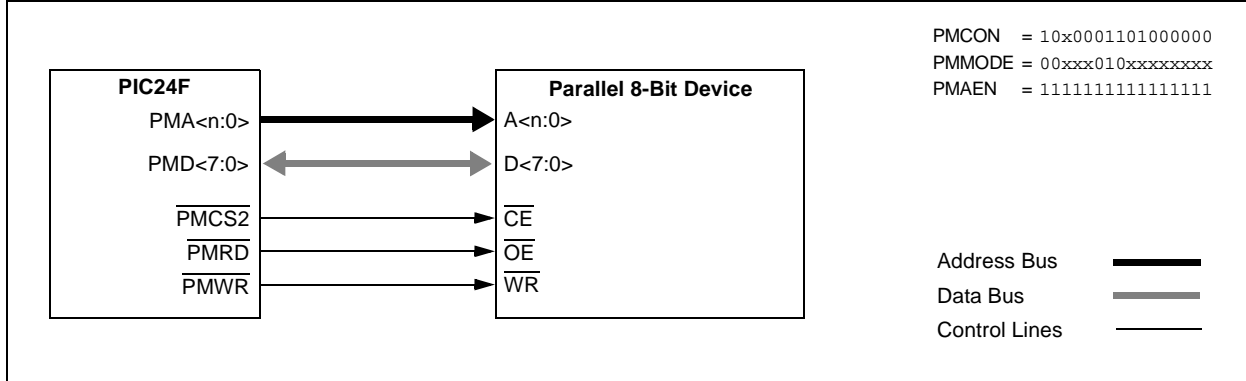 PMCON = 10x0001101000000
PMMODE = 00xxx010xxxxxxxx
PMAEN = 1111111111111111
PIC24F
Parallel 8-Bit Device
PMA<n:0>
A<n:0>
PMD<7:0>
D<7:0>
PMCS2
CE
PMRD
OE
PMWR
WR
Address Bus
Data Bus
Control Lines